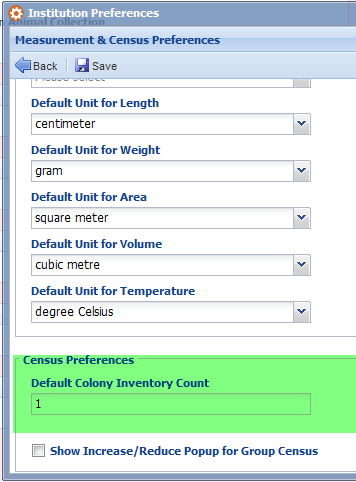 Institution Preferences
Animal Collection
Measurement & Census Preferences
Back Save
Please select
Default Unit for Length
centimeter
Default Unit for Weight
gram
Default Unit for Area
square meter
Default Unit for Volume
cubic metre
Default Unit for Temperature
degree Celsius
Census Preferences
Default Colony Inventory Count
1
Show Increase/Reduce Popup for Group Census